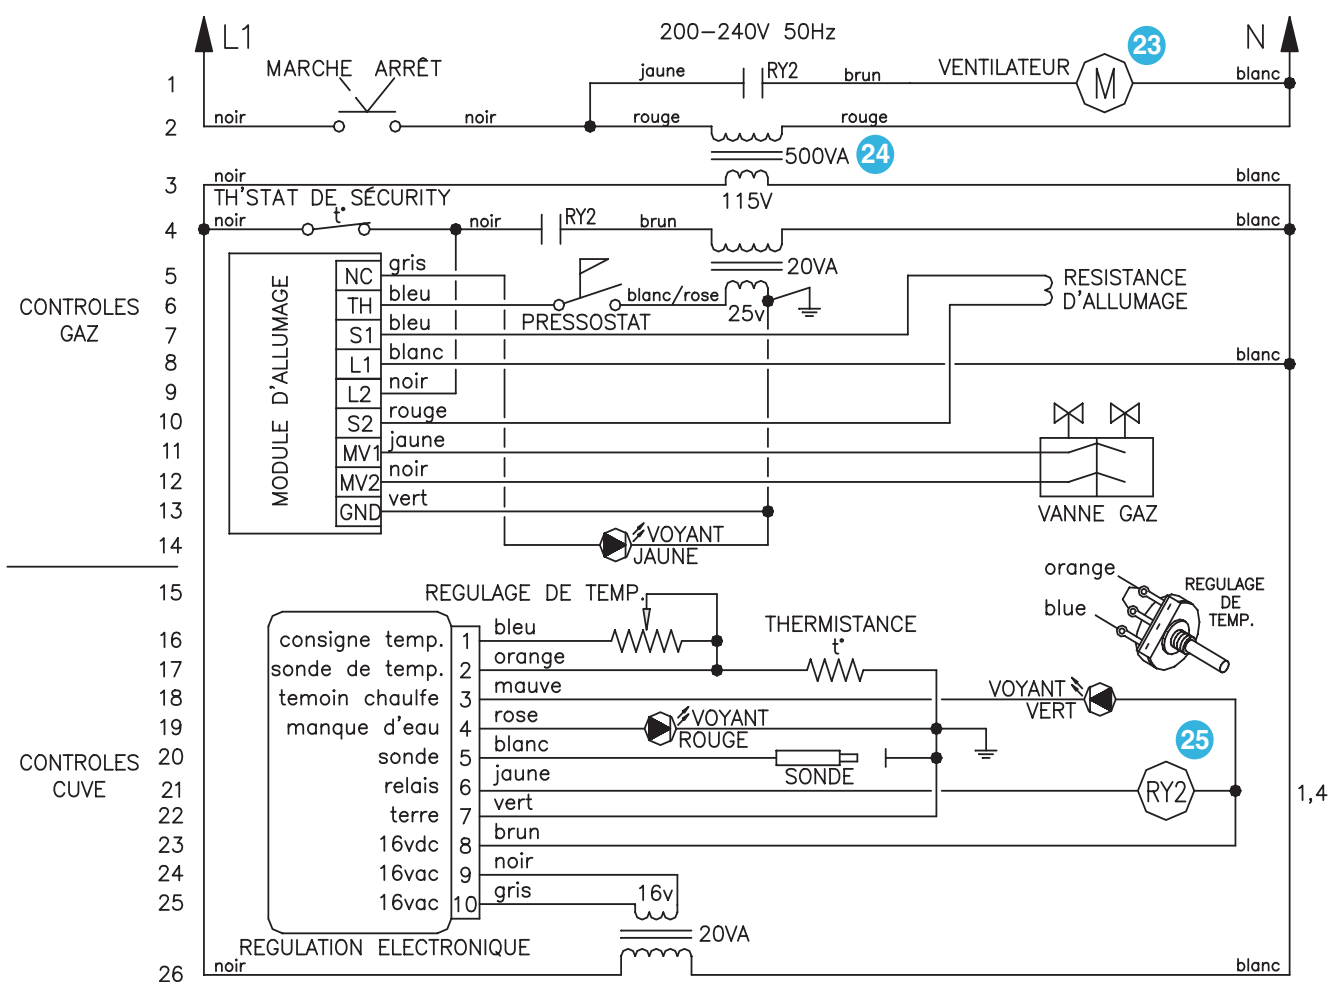 L1
200-240V 50Hz
N
23
MARCHE ARRÊT
jaune
RY2
brun
VENTILATEUR
M
blanc
1
2
noir
noir
rouge
rouge
500VA
24
3
noir
115V
blanc
TH'STAT DE SÉCURITY
t°
4
noir
noir
RY2
brun
blanc
20VA
25v
CONTROLES
GAZ
MODULE D'ALLUMAGE
5
NC
gris
6
TH
bleu
PRESSOSTAT
blanc/rose
RESISTANCE
D'ALLUMAGE
7
S1
bleu
8
L1
blanc
blanc
9
L2
noir
10
S2
rouge
11
MV1
jaune
12
MV2
noir
13
GND
vert
VANNE GAZ
14
VOYANT
JAUNE
CONTROLES
CUVE
15
REGULAGE DE TEMP.
orange
blue
REGULAGE
DE
TEMP.
16
consigne temp.
1
bleu
THERMISTANCE
t°
17
sonde de temp.
2
orange
18
temoin chaulfe
3
mauve
VOYANT
VERT
19
manque d'eau
4
rose
VOYANT
ROUGE
20
sonde
5
blanc
SONDE
25
21
relais
6
jaune
RY2
1,4
22
terre
7
vert
23
16vdc
8
brun
24
16vac
9
noir
25
16vac
10
gris
16v
20VA
REGULATION ELECTRONIQUE
26
noir
blanc